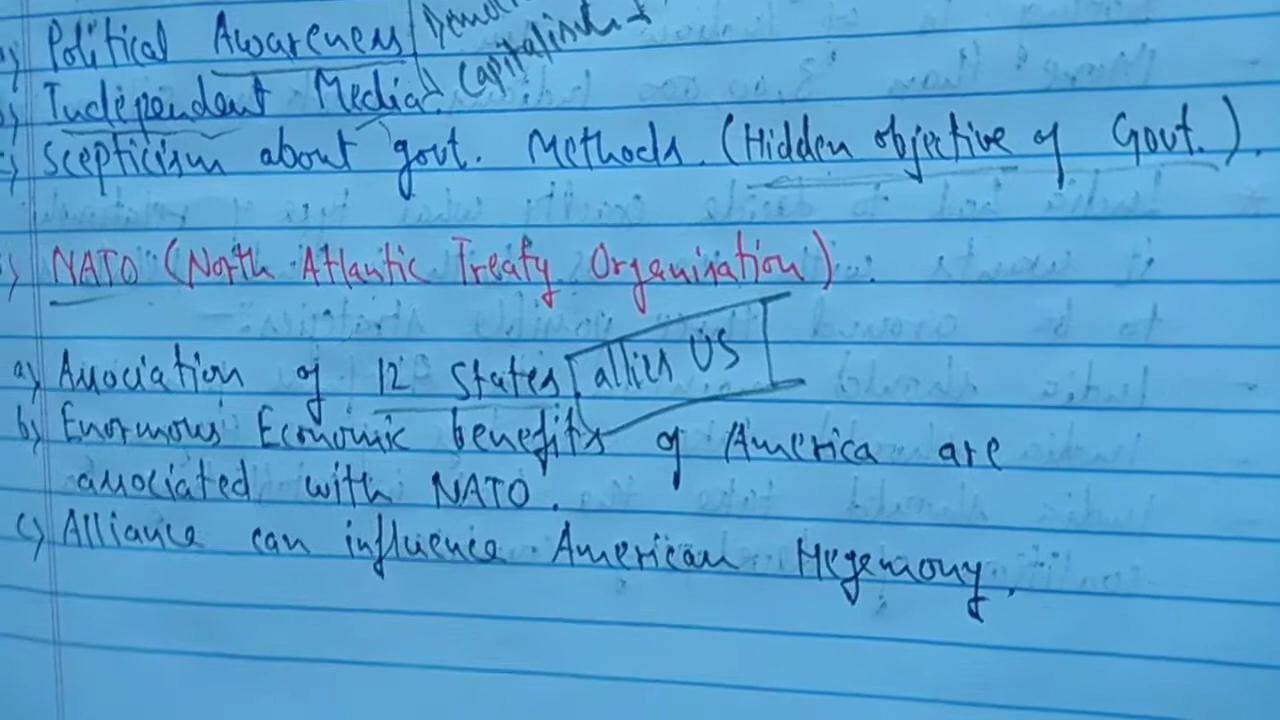 a) Political Awareness
Capitalist
b) Independent Media
c) Scepticism about govt. Methods. (Hidden objective of Govt.).
NATO (North Atlantic Treaty Organisation).
a) Association of 12 States allies US
b) Enormous Economic benefits of America are
associated with NATO.
c) Alliance can influence American Hegemony.